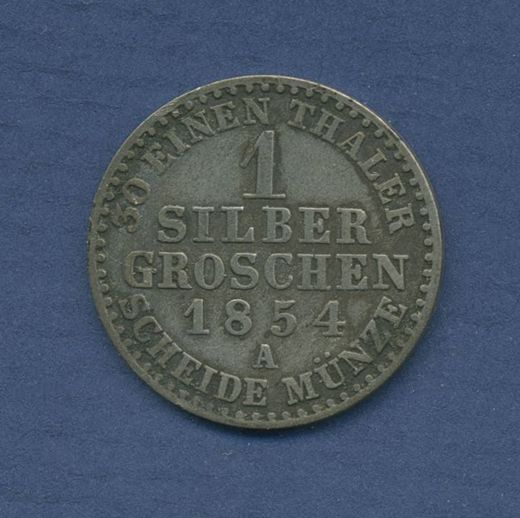 30 EINEN THALER
1
SILBER
GROSCHEN
1854
A
SCHEIDE MÜNZE